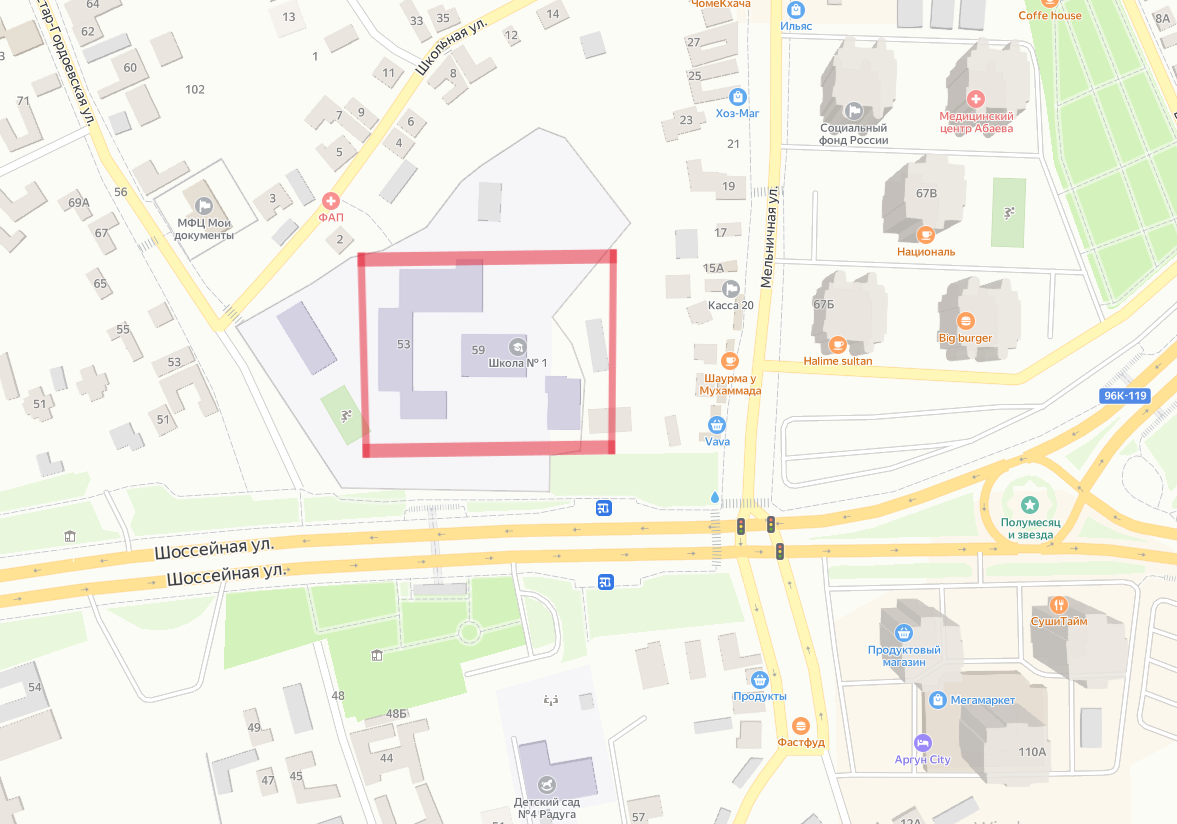 ЧомеКхача
Ильяс
Coffe house
8А
13
33
35
14
12
Школьная ул.
стар-Гордоевская ул.
64
62
60
3
1
11
8
27
25
102
71
7
9
6
5
4
Хоз-Маг
23
21
Социальный
фонд России
Медицинский
центр Абаева
56
69А
67
МФЦ Мои
документы
3
ФАП
2
19
17
67В
Националь
Мельничная ул.
65
15А
Касса 20
67Б
Halime sultan
Big burger
55
53
53
59
Школа № 1
51
51
Шаурма у
Мухаммада
96К-119
Vava
Полумесяц
и звезда
Шоссейная ул.
Шоссейная ул.
СушиТайм
Продуктовый
магазин
54
48
48Б
49
44
47
45
Продукты
Мегамаркет
Фастфуд
Аргун City
110А
Детский сад
№4 Радуга
57
12А